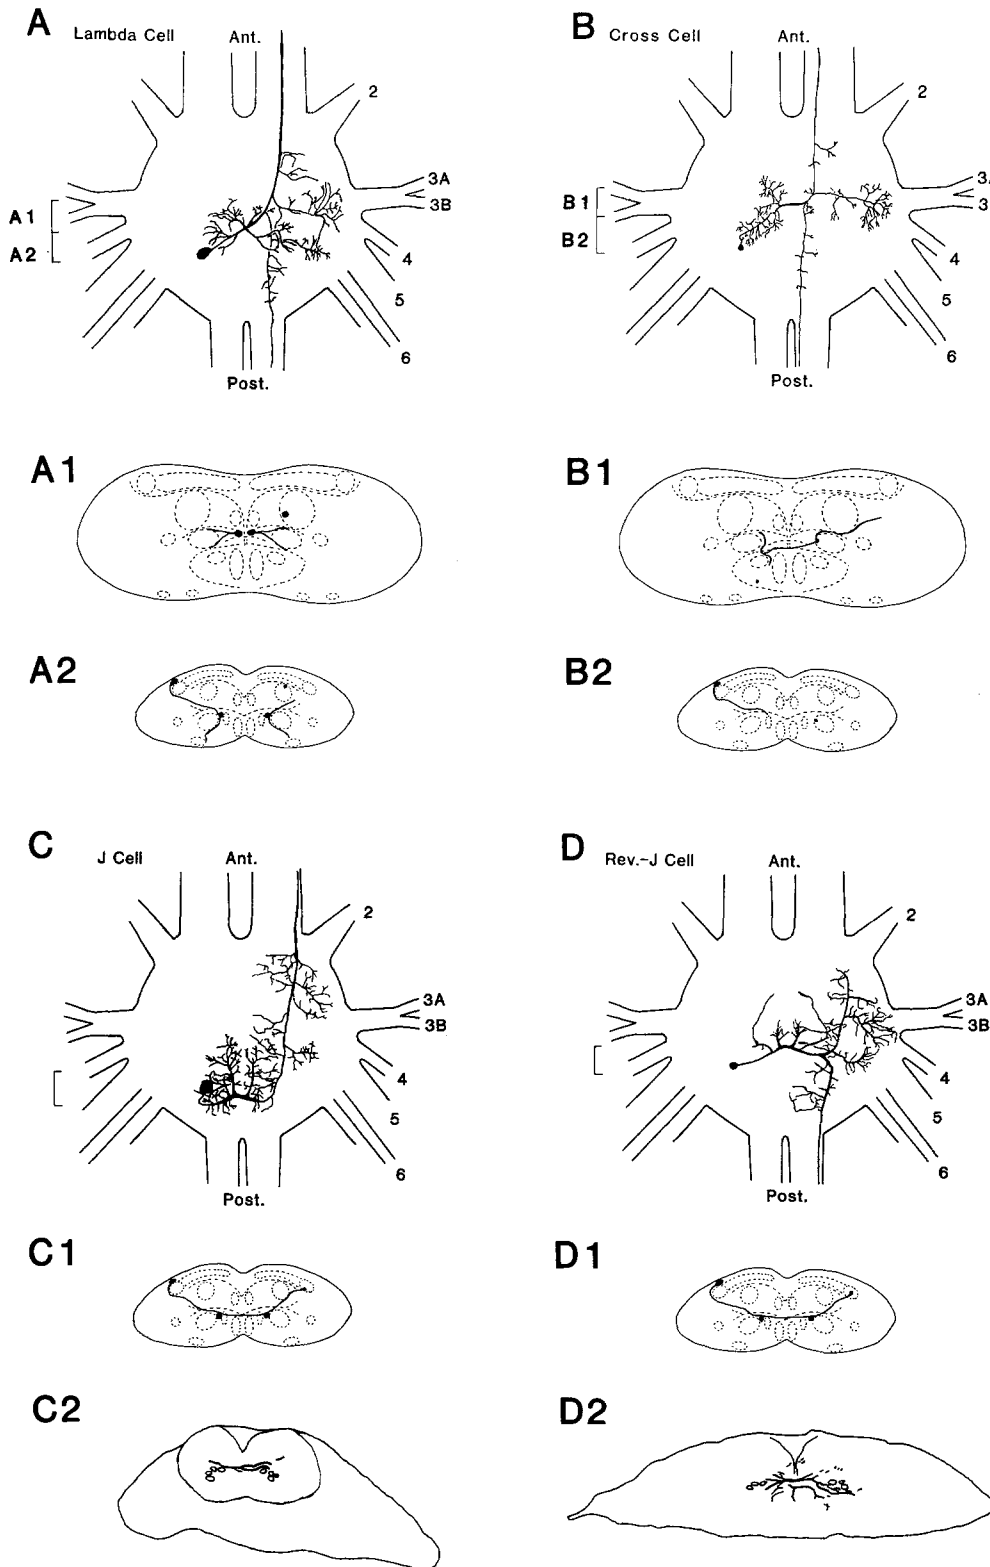 A Lambda Cell Ant.
2
3A
3B
A1
A2
4
5
6
Post.
B Cross Cell Ant.
2
3A
3
B1
B2
4
5
6
Post.
A1
B1
A2
B2
C J Cell Ant.
2
3A
3B
4
5
6
Post.
D Rev.-J Cell Ant.
2
3A
3B
4
5
6
Post.
C1
D1
C2
D2